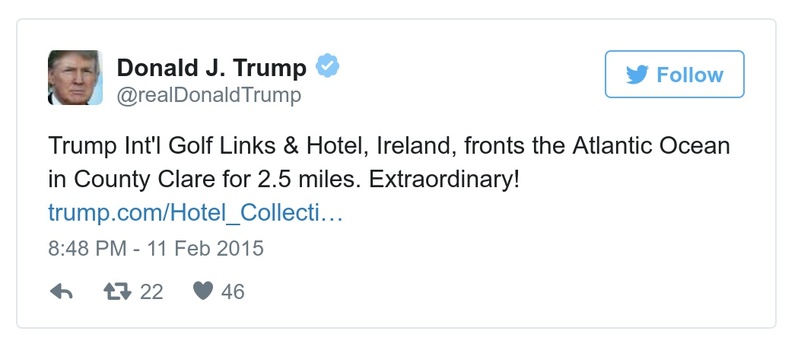 Donald J. Trump
@realDonaldTrump
Follow
Trump Int'l Golf Links & Hotel, Ireland, fronts the Atlantic Ocean
in County Clare for 2.5 miles. Extraordinary!
trump.com/Hotel_Collecti…
8:48 PM - 11 Feb 2015
22 46